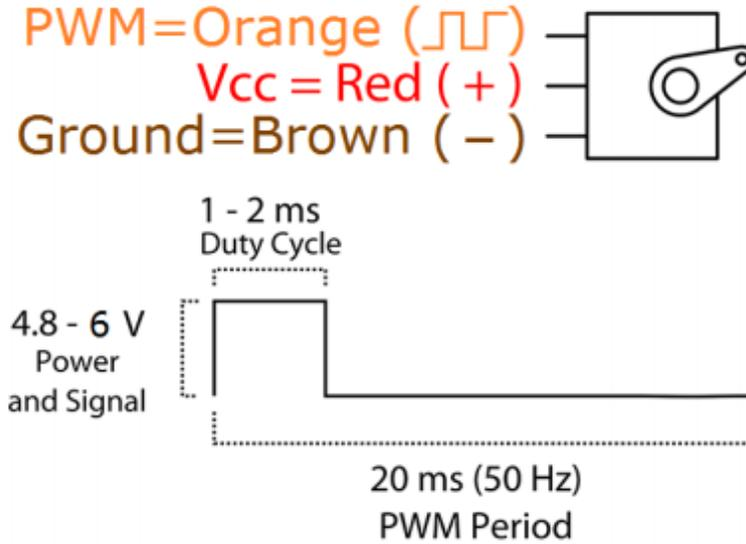 PWM=Orange (⎍⎍)
Vcc = Red ( + )
Ground=Brown ( – )
1 - 2 ms
Duty Cycle
4.8 - 6 V
Power
and Signal
20 ms (50 Hz)
PWM Period